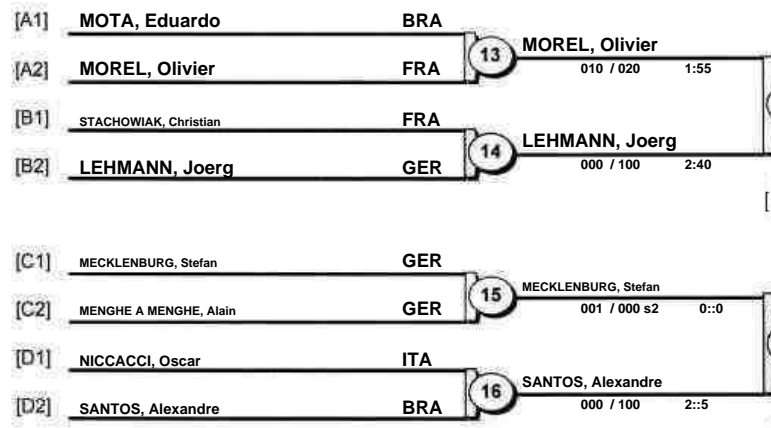 [A1] MOTA, Eduardo BRA
[A2] MOREL, Olivier FRA
13
MOREL, Olivier
010 / 020 1:55
[B1] STACHOWIAK, Christian FRA
[B2] LEHMANN, Joerg GER
14
LEHMANN, Joerg
000 / 100 2:40
[
[C1] MECKLENBURG, Stefan GER
[C2] MENGHE A MENGHE, Alain GER
15
MECKLENBURG, Stefan
001 / 000 s2 0::0
[D1] NICCACCI, Oscar ITA
[D2] SANTOS, Alexandre BRA
16
SANTOS, Alexandre
000 / 100 2::5